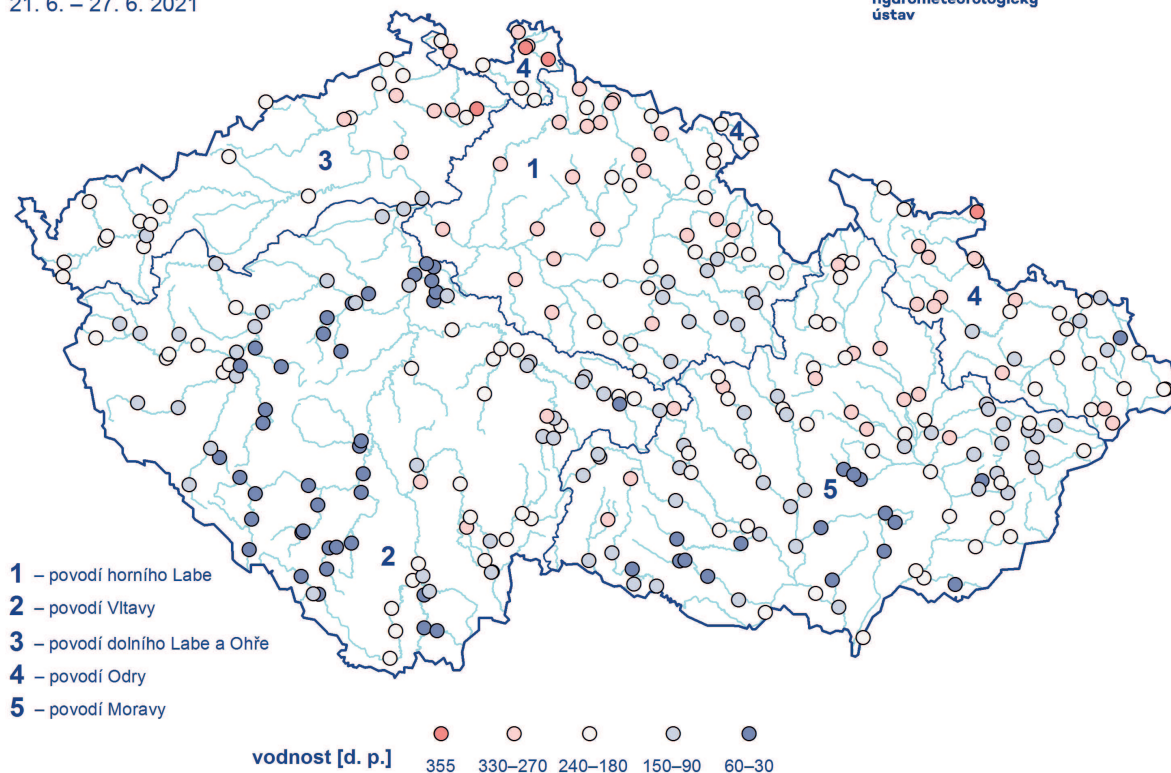 21. 6. – 27. 6. 2021
hydrometeorologický
ústav
4
4
3
1
4
5
2
1 – povodí horního Labe
2 – povodí Vltavy
3 – povodí dolního Labe a Ohře
4 – povodí Odry
5 – povodí Moravy
vodnost [d. p.]
355 330–270 240–180 150–90 60–30